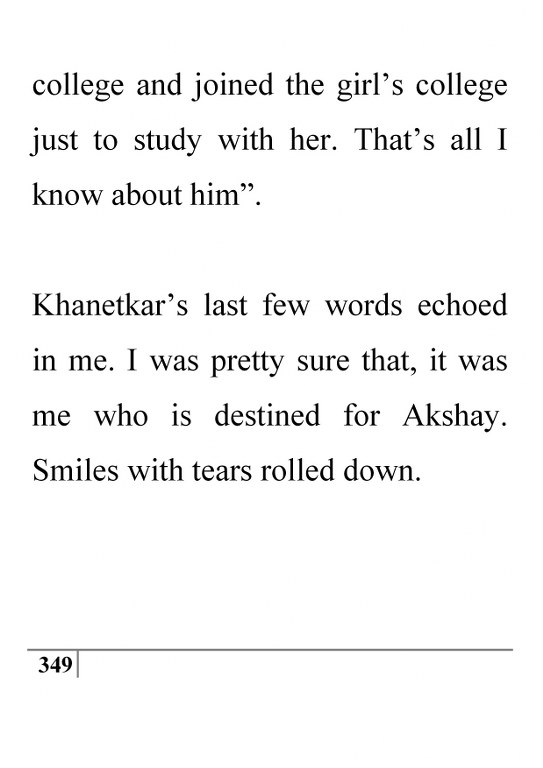 college and joined the girl’s college
just to study with her. That’s all I
know about him”.
Khanetkar’s last few words echoed
in me. I was pretty sure that, it was
me who is destined for Akshay.
Smiles with tears rolled down.
349